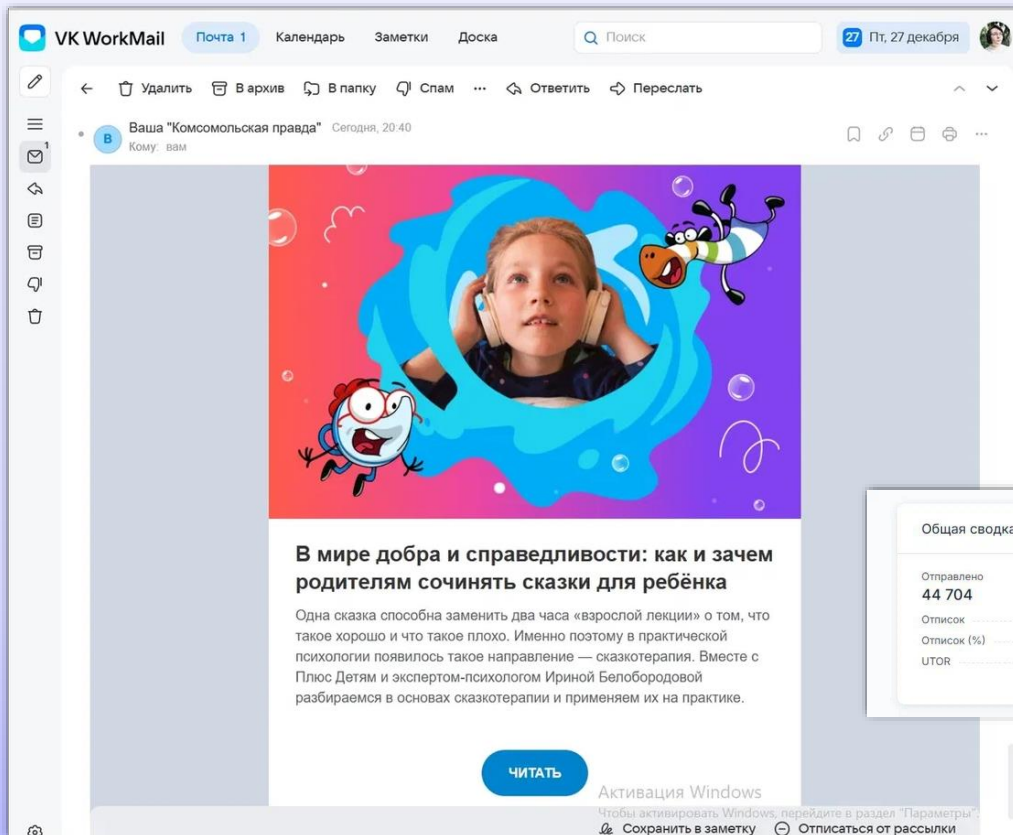 VK WorkMail
Почта 1
Календарь
Заметки
Доска
Поиск
27 Пт, 27 декабря
Удалить
В архив
В папку
Спам
Ответить
Переслать
1
В
Ваша "Комсомольская правда" Сегодня, 20:40
Кому: вам
В мире добра и справедливости: как и зачем
родителям сочинять сказки для ребёнка
Одна сказка способна заменить два часа «взрослой лекции» о том, что
такое хорошо и что такое плохо. Именно поэтому в практической
психологии появилось такое направление — сказкотерапия. Вместе с
Плюс Детям и экспертом-психологом Ириной Белобородовой
разбираемся в основах сказкотерапии и применяем их на практике.
ЧИТАТЬ
Активация Windows
Чтобы активировать Windows, перейдите в раздел "Параметры".
Сохранить в заметку
Отписаться от рассылки
Общая сводка
Отправлено
44 704
Отписок
Отписок (%)
UTOR